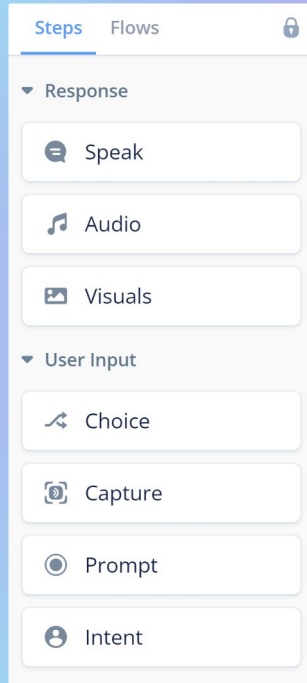 Steps Flows
Response
Speak
Audio
Visuals
User Input
Choice
Capture
Prompt
Intent